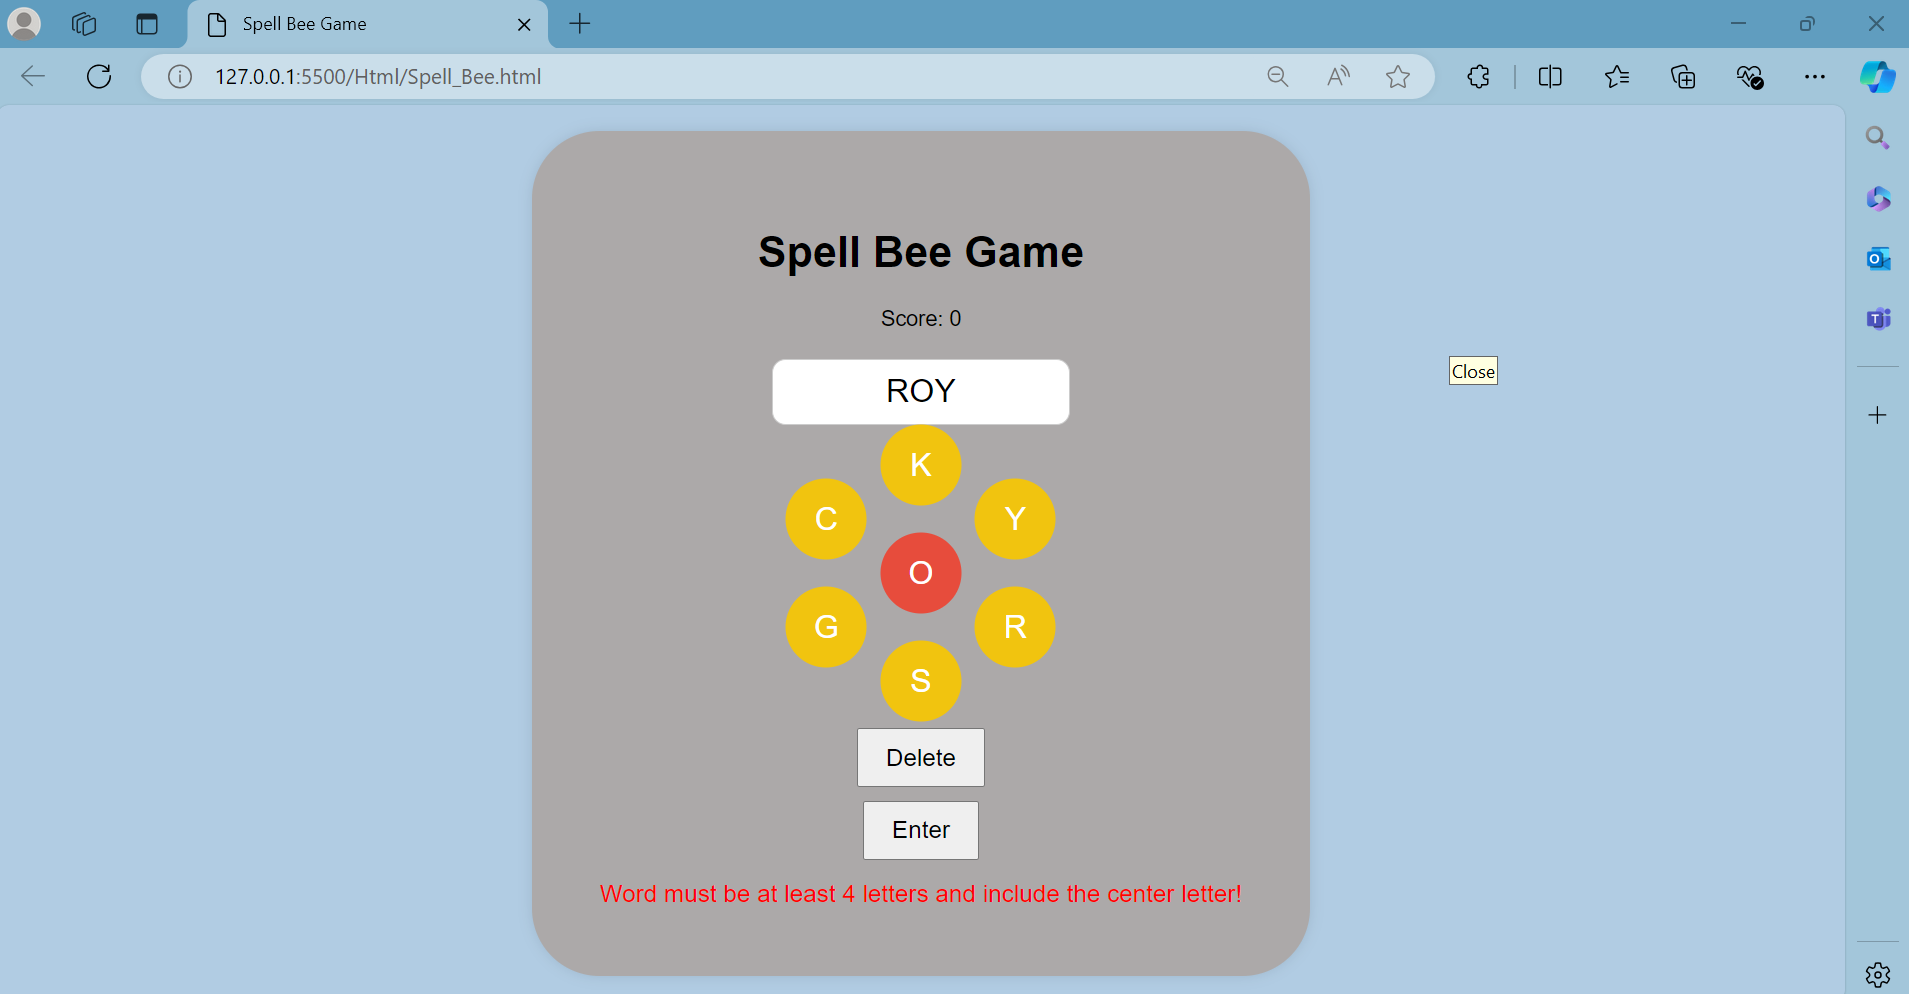 Spell Bee Game
127.0.0.1:5500/Html/Spell_Bee.html
Spell Bee Game
Score: 0
Close
ROY
K
C
Y
O
G
R
S
Delete
Enter
Word must be at least 4 letters and include the center letter!